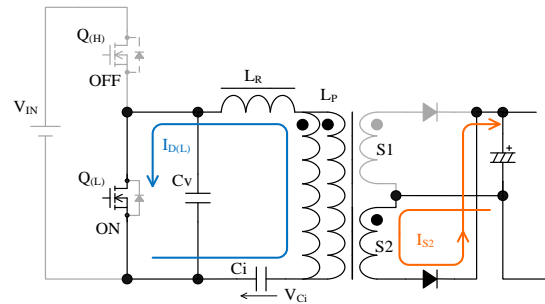 Q(H)
OFF
VIN
LR
LP
ID(L)
S1
+
Q(L)
CV
ON
S2
IS2
Ci
VCi